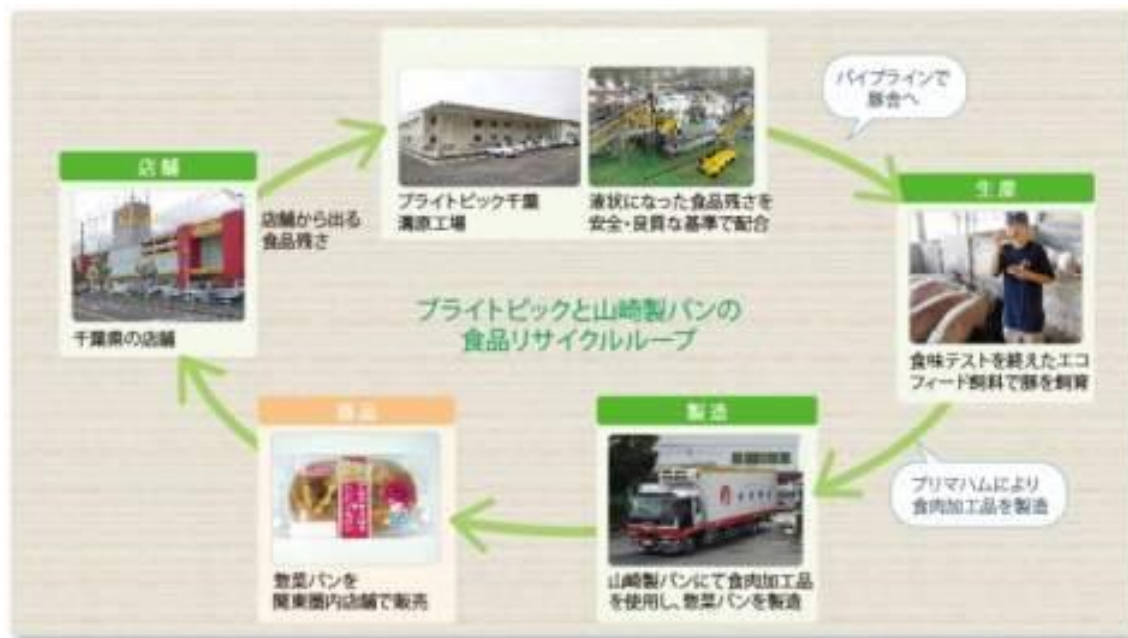 店舗
千葉県の店舗
店舗から出る
食品残さ
ブライトピック千葉
溝原工場
液状になった食品残さを
安全・良質な基準で配合
パイプラインで
豚舎へ
生産
食味テストを終えたエコ
フィード飼料で豚を飼育
ブライトピックと山崎製パンの
食品リサイクルループ
プリマハムにより
食肉加工品を製造
製造
山崎製パンにて食肉加工品
を使用し、惣菜パンを製造
商品
惣菜パンを
関東圏内店舗で販売